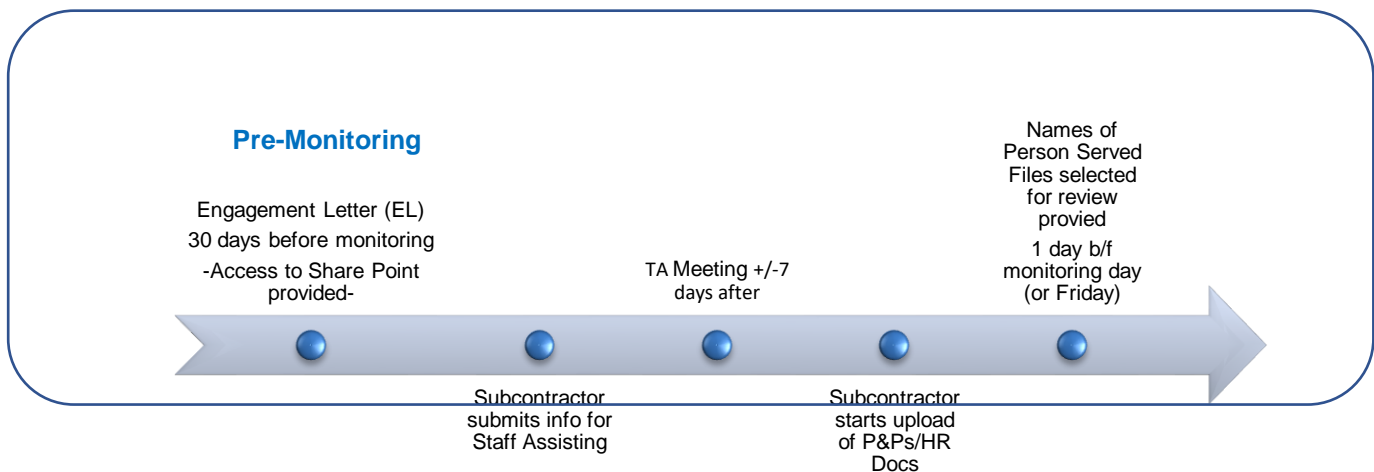 Pre-Monitoring
Engagement Letter (EL)
30 days before monitoring
-Access to Share Point
provided-
Subcontractor
submits info for
Staff Assisting
TA Meeting +/-7
days after
Subcontractor
starts upload
of P&Ps/HR
Docs
Names of
Person Served
Files selected
for review
provied
1 day b/f
monitoring day
(or Friday)